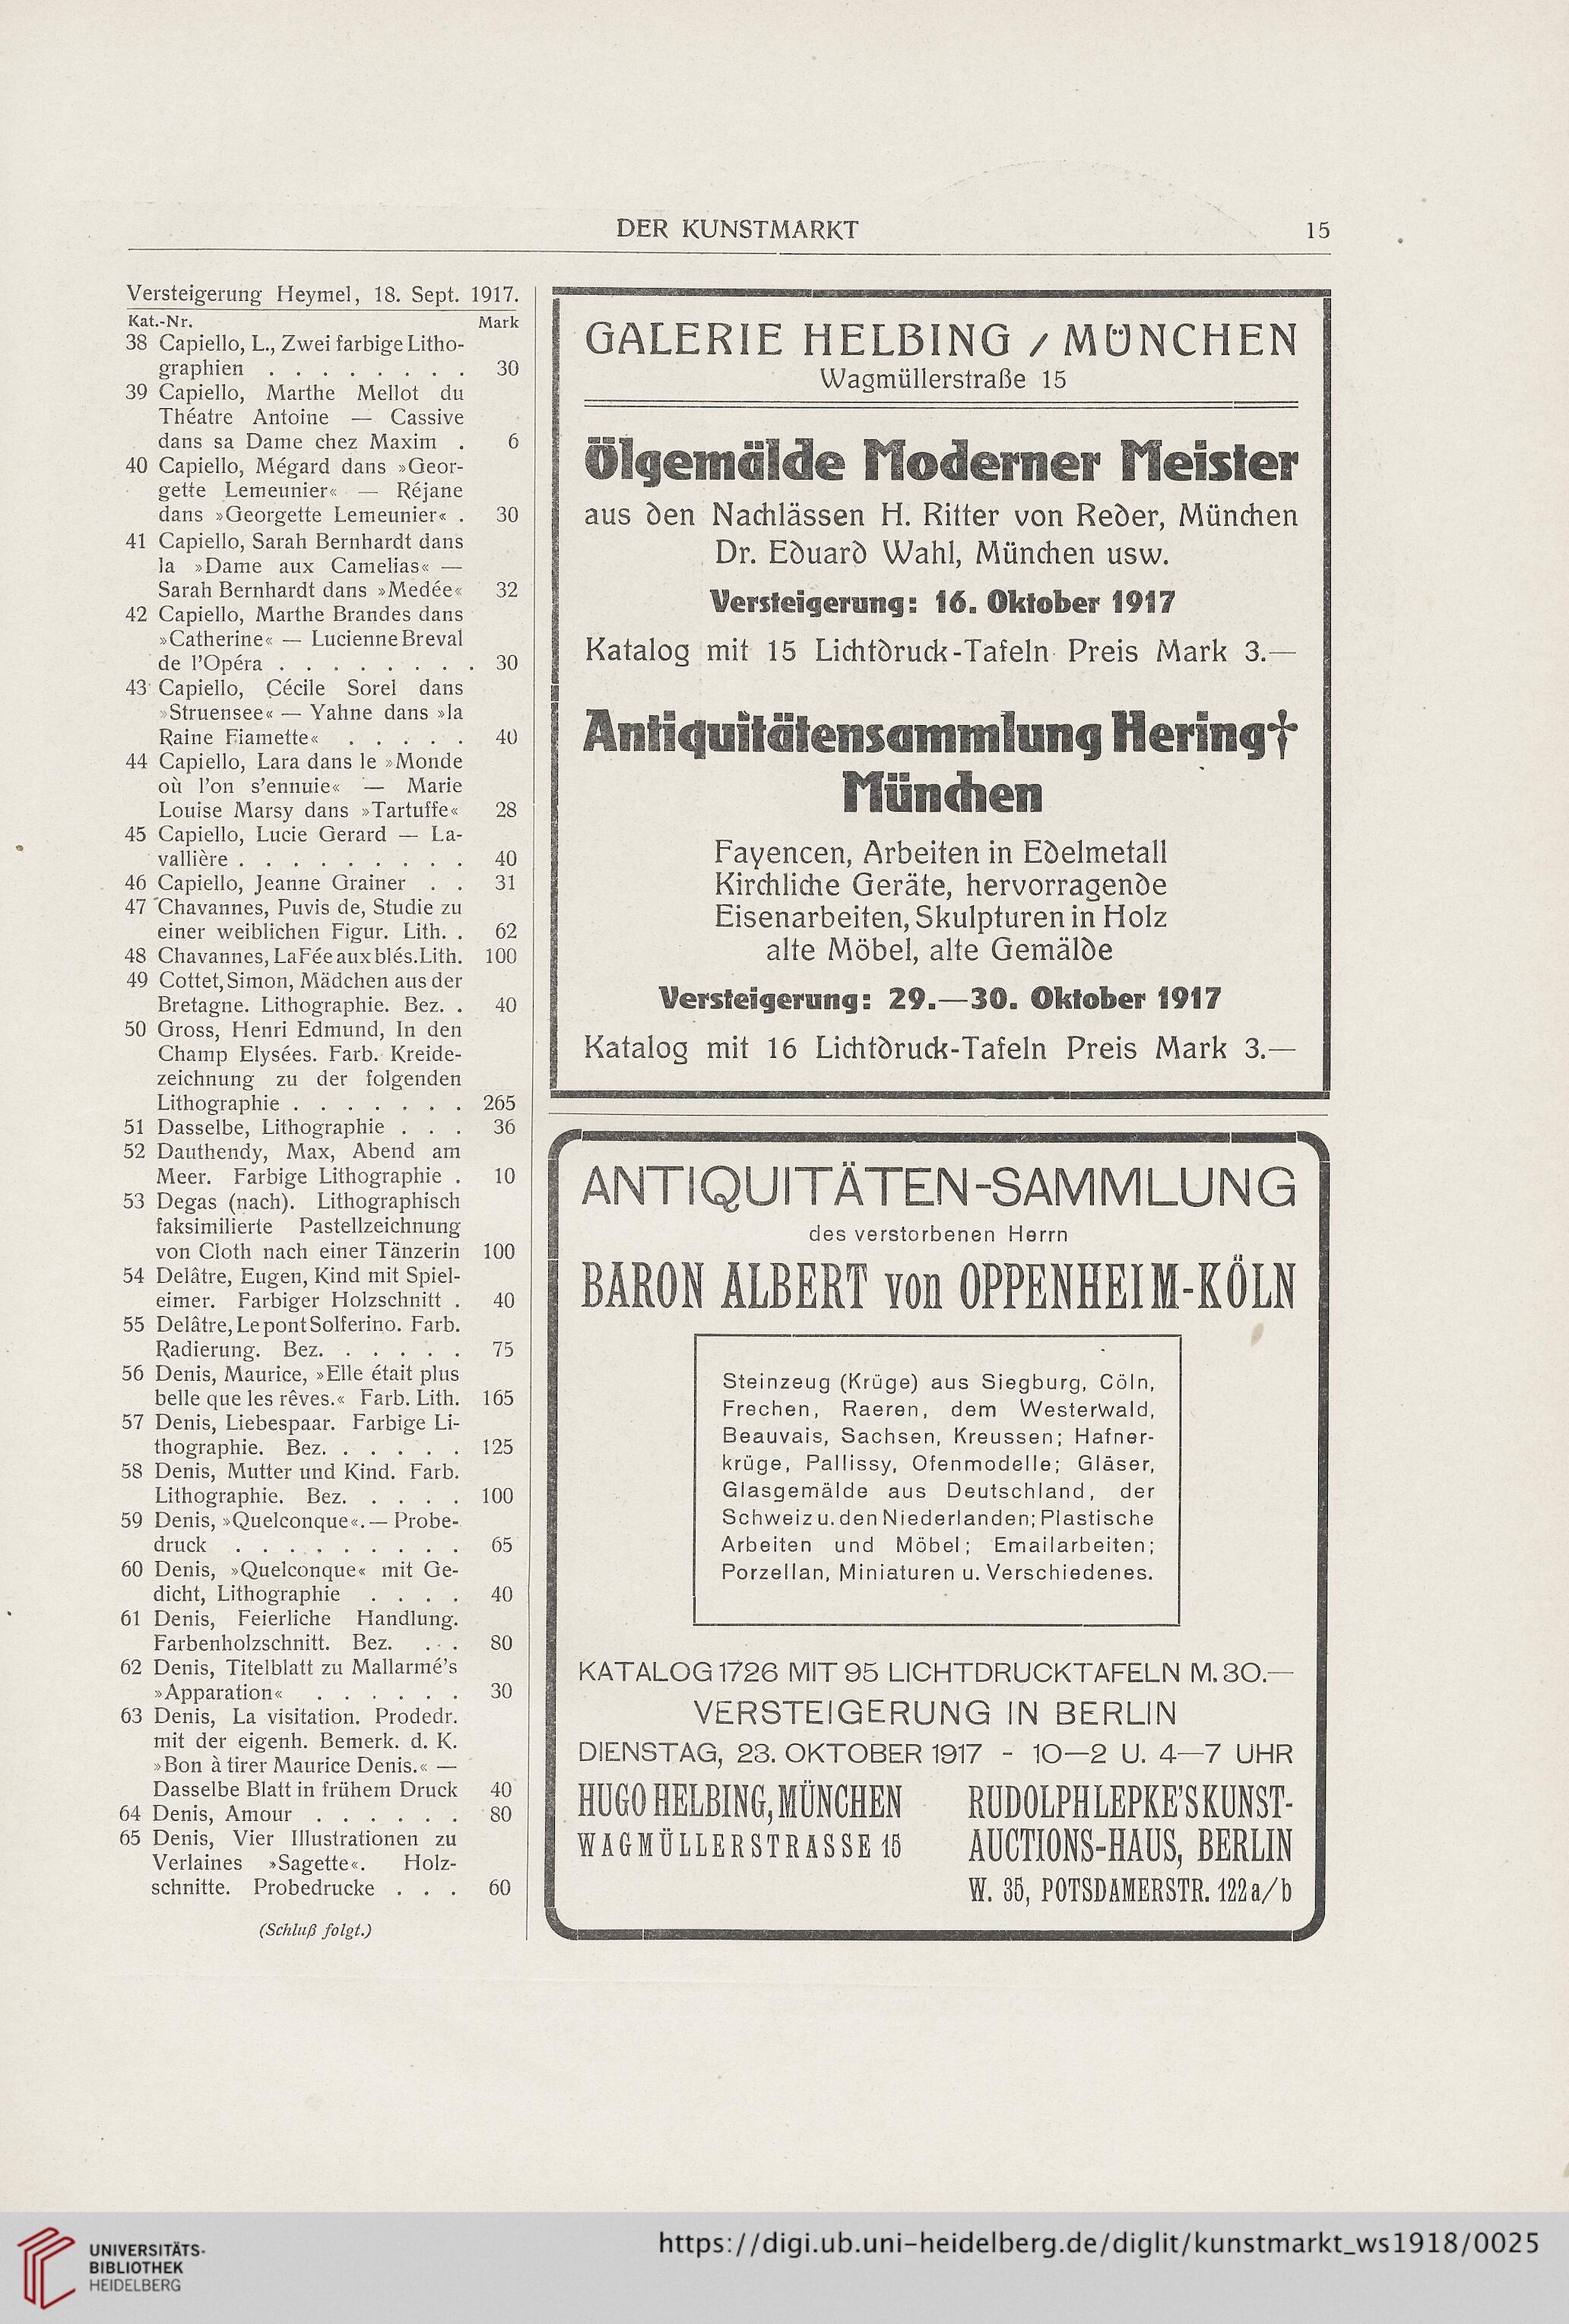 DER KUNSTMARKT
15
Versteigerung Heymel, 18. Sept. 1917.
Kat.-Nr. Mark
38 Capiello, L., Zwei farbige Litho-
graphien . . . . . . . . 30
39 Capiello, Marthe Mellot du
Théatre Antoine — Cassive
dans sa Dame chez Maxim . 6
40 Capiello, Mégard dans »Geor-
gette Lemeunier« — Réjane
dans »Georgette Lemeunier« . 30
41 Capiello, Sarah Bernhardt dans
la »Dame aux Camelias« —
Sarah Bernhardt dans »Medée« 32
42 Capiello, Marthe Brandes dans
»Catherine« — Lucienne Breval
de l'Opéra . . . . . . . . 30
43 Capiello, Cécile Sorel dans
»Struensee« — Yahne dans »la
Raine Fiamette« . . . . . 40
44 Capiello, Lara dans le »Monde
où l'on s'ennuie« — Marie
Louise Marsy dans »Tartuffe« 28
45 Capiello, Lucie Gerard — La-
vallière . . . . . . . . . 40
46 Capiello, Jeanne Grainer . . 31
47 Chavannes, Puvis de, Studie zu
einer weiblichen Figur. Lith. . 62
48 Chavannes, La Fée aux blés. Lith. 100
49 Cottet, Simon, Mädchen aus der
Bretagne. Lithographie. Bez. . 40
50 Gross, Henri Edmund, In den
Champ Elysées. Farb. Kreide-
zeichnung zu der folgenden
Lithographie . . . . . . . 265
51 Dasselbe, Lithographie . . . 36
52 Dauthendy, Max, Abend am
Meer. Farbige Lithographie . 10
53 Degas (nach). Lithographisch
faksimilierte Pastellzeichnung
von Cloth nach einer Tänzerin 100
54 Delâtre, Eugen, Kind mit Spiel-
eimer. Farbiger Holzschnitt . 40
55 Delâtre, Le pont Solferino. Farb.
Radierung. Bez. . . . . . 75
56 Denis, Maurice, »Elle était plus
belle que les rêves.« Farb. Lith. 165
57 Denis, Liebespaar. Farbige Li-
thographie. Bez. . . . . . 125
58 Denis, Mutter und Kind. Farb.
Lithographie. Bez. . . . . 100
59 Denis, »Quelconque«. — Probe-
druck . . . . . . . . . 65
60 Denis, »Quelconque« mit Ge-
dicht, Lithographie . . . . 40
61 Denis, Feierliche Handlung.
Farbenholzschnitt. Bez. . . . 80
62 Denis, Titelblatt zu Mallarmé's
»Apparation« . . . . . . 30
63 Denis, La visitation. Prodedr.
mit der eigenh. Bemerk. d. K.
»Bon à tirer Maurice Denis.« —
Dasselbe Blatt in frühem Druck 40
64 Denis, Amour . . . . . . 80
65 Denis, Vier Illustrationen zu
Verlaines »Sagette«. Holz-
schnitte. Probedrucke . . . 60
(Schluß folgt.)
GALERIE HELBING / MÜNCHEN
Wagmüllerstraße 15
Ölgemälde Moderner Meister
aus den Nachlässen H. Ritter von Reder, München
Dr. Eduard Wahl, München usw.
Versteigerung: 16. Oktober 1917
Katalog mit 15 Lichtdruck-Tafeln Preis Mark 3.—
Antiquitätensammlung Hering †
München
Fayencen, Arbeiten in Edelmetall
Kirchliche Geräte, hervorragende
Eisenarbeiten, Skulpturen in Holz
alte Möbel, alte Gemälde
Versteigerung: 29.—30. Oktober 1917
Katalog mit 16 Lichtdruck-Tafeln Preis Mark 3.—
ANTIQUITÄTEN-SAMMLUNG
des verstorbenen Herrn
BARON ALBERT von OPPENHEIM-KÖLN
Steinzeug (Krüge) aus Siegburg, Cöln,
Frechen, Raeren, dem Westerwald,
Beauvais, Sachsen, Kreussen; Hafner-
krüge, Pallissy, Ofenmodelle; Gläser,
Glasgemälde aus Deutschland, der
Schweiz u. den Niederlanden; Plastische
Arbeiten und Möbel; Emailarbeiten;
Porzellan, Miniaturen u. Verschiedenes.
KATALOG 1726 MIT 95 LICHTDRUCKTAFELN M. 30.—
VERSTEIGERUNG IN BERLIN
DIENSTAG, 23. OKTOBER 1917 - 10—2 U. 4—7 UHR
HUGO HELBING, MÜNCHEN
WAGMÜLLERSTRASSE 15
RUDOLPH LEPKE'S KUNST-
AUCTIONS-HAUS, BERLIN
W. 35, POTSDAMERSTR. 122 a/b
UNIVERSITÄTS-
BIBLIOTHEK
HEIDELBERG
https://digi.ub.uni-heidelberg.de/diglit/kunstmarkt_ws1918/0025